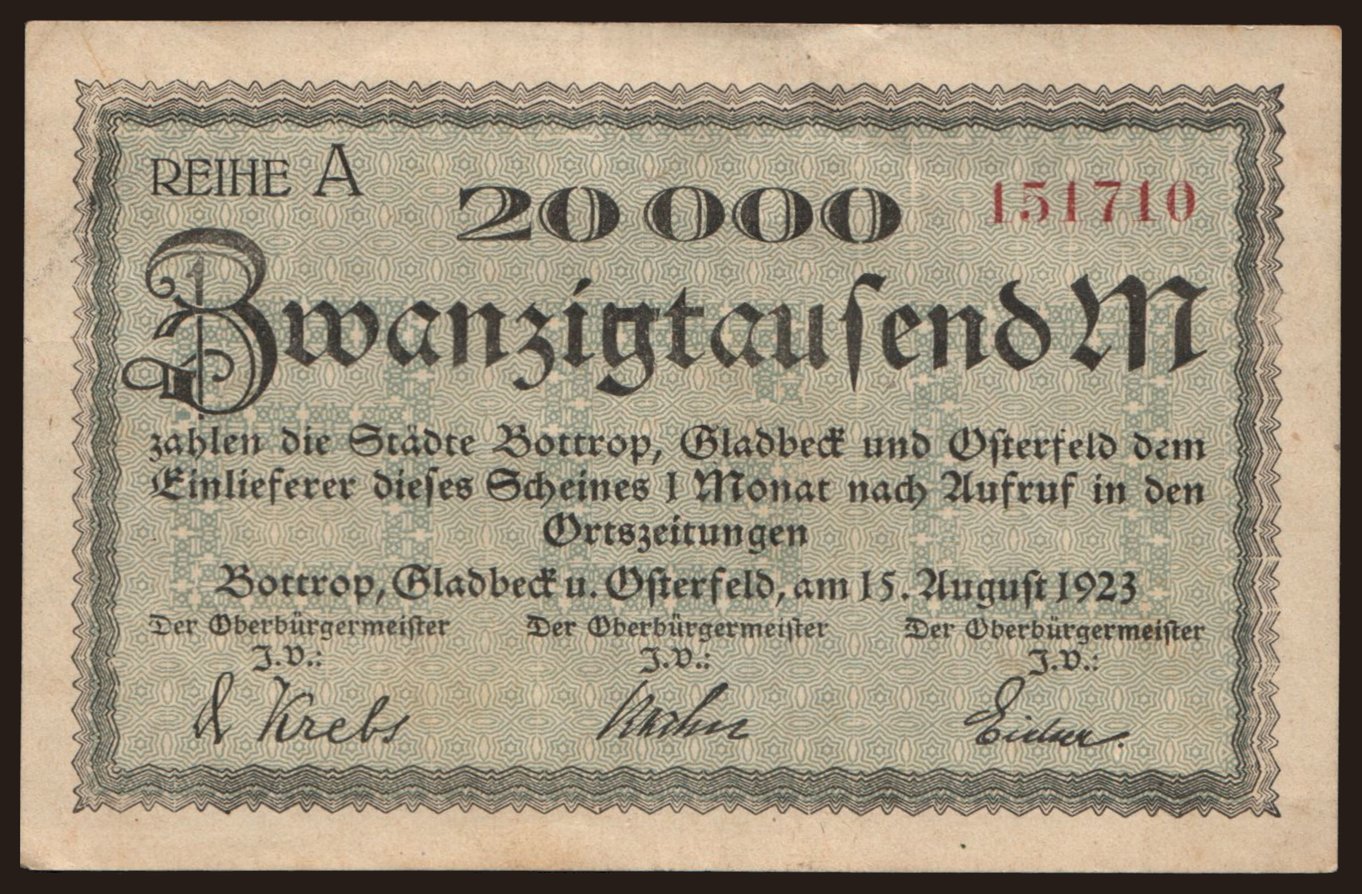 REIHE A
20000
151710
Zwanzigtausend M
zahlen die Städte Bottrop, Gladbeck und Osterfeld dem
Einlieferer dieses Scheines 1 Monat nach Aufruf in den
Ortszeitungen
Bottrop, Gladbeck u. Osterfeld, am 15. August 1923
Der Oberbürgermeister Der Oberbürgermeister Der Oberbürgermeister
J.V.: J.V.: J.V.:
Krebs